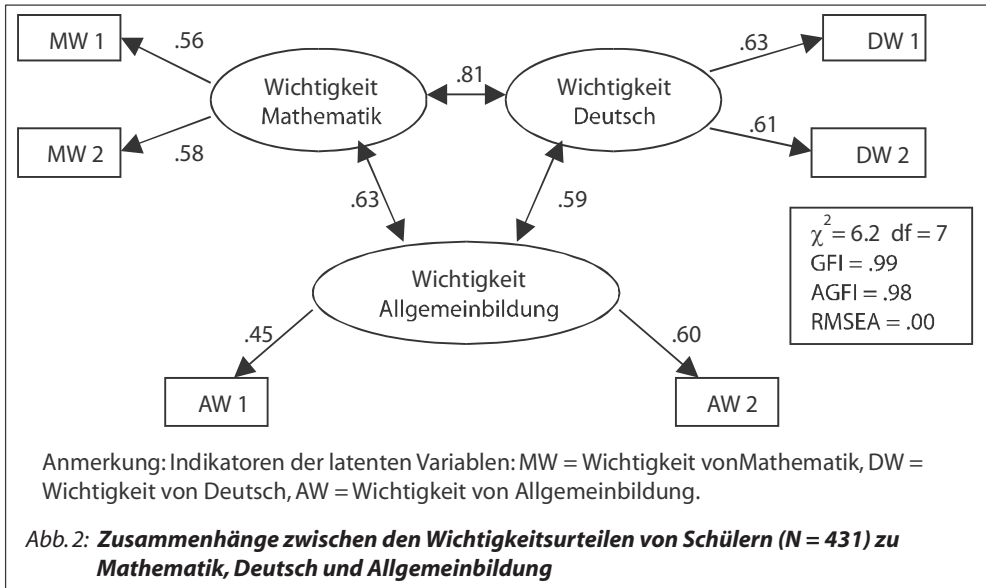 MW 1
.56
MW 2
.58
Wichtigkeit
Mathematik
.81
Wichtigkeit
Deutsch
.63
DW 1
.61
DW 2
.63
.59
Wichtigkeit
Allgemeinbildung
.45
AW 1
.60
AW 2
χ² = 6.2 df = 7
GFI = .99
AGFI = .98
RMSEA = .00
Anmerkung: Indikatoren der latenten Variablen: MW = Wichtigkeit vonMathematik, DW =
Wichtigkeit von Deutsch, AW = Wichtigkeit von Allgemeinbildung.
Abb. 2: Zusammenhänge zwischen den Wichtigkeitsurteilen von Schülern (N = 431) zu
Mathematik, Deutsch und Allgemeinbildung